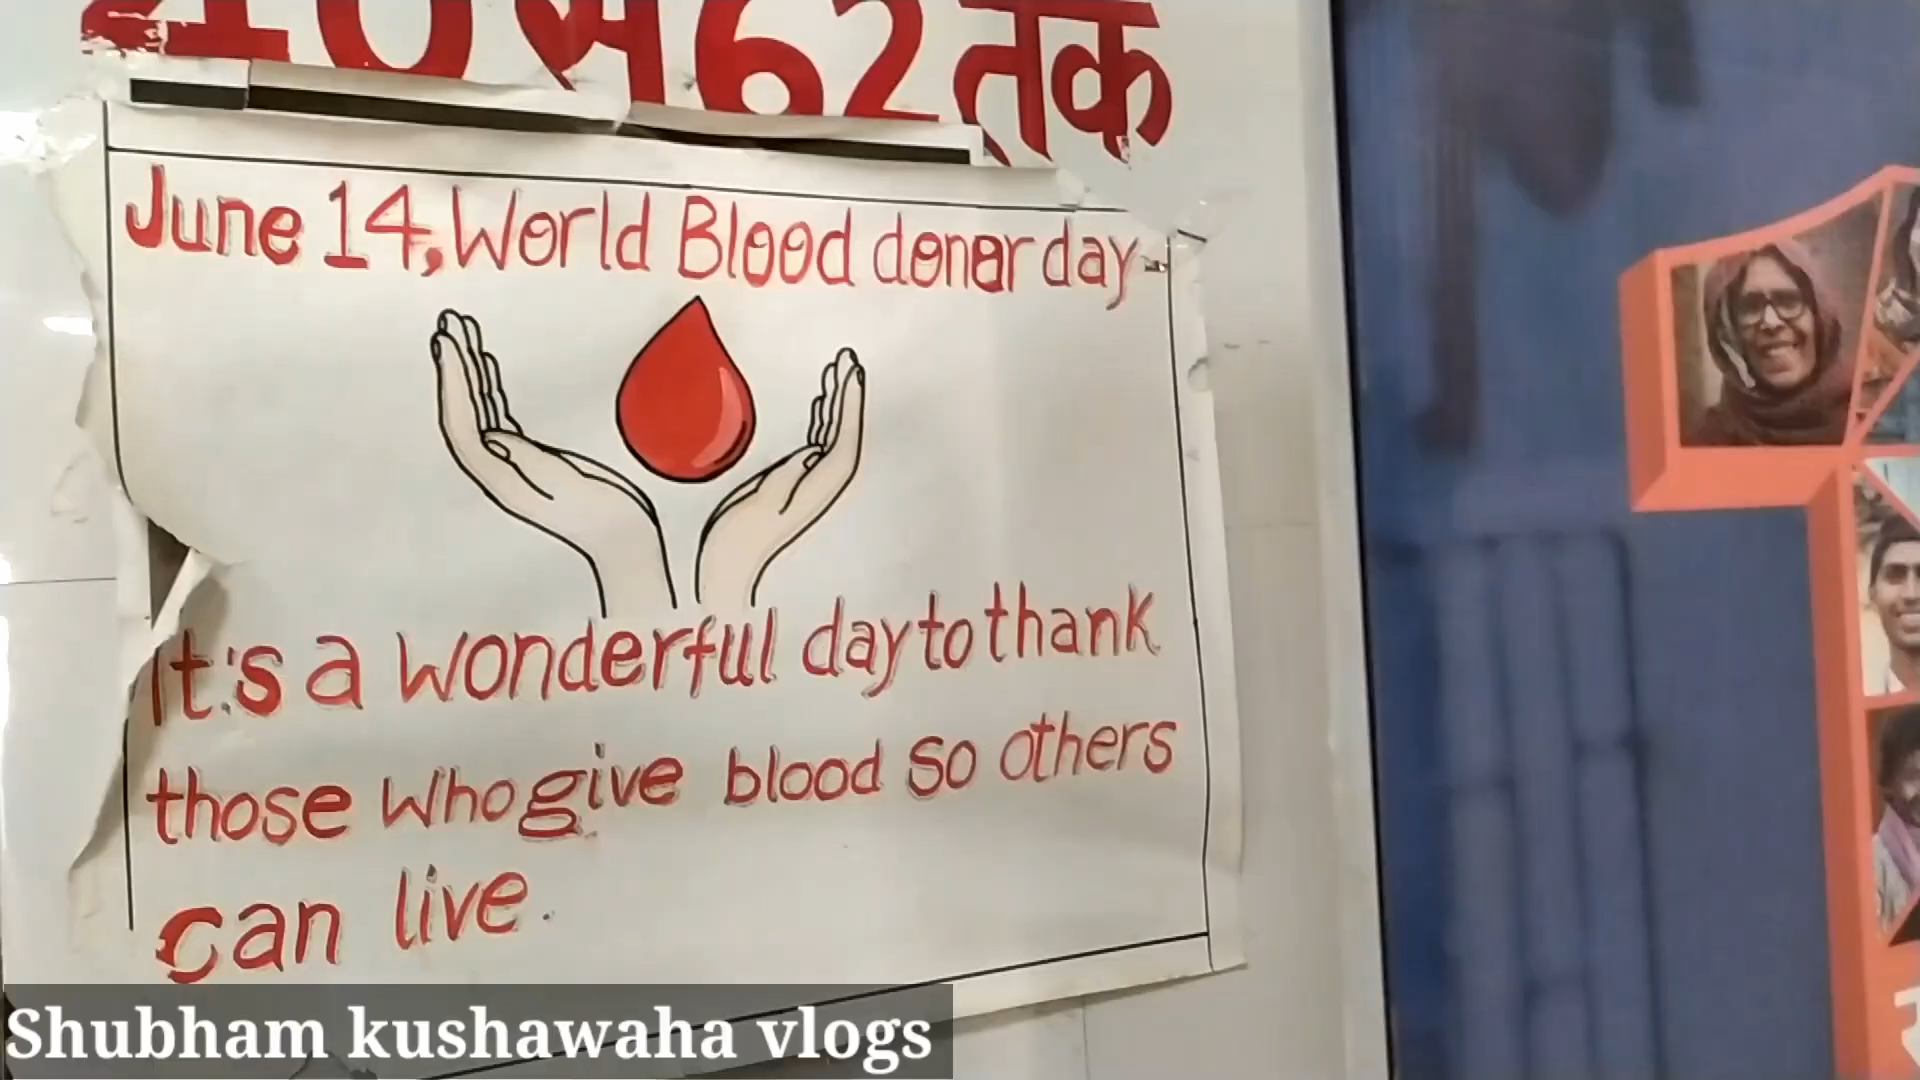 से 62 तक
June 14, World Blood donar day
It's a wonderful day to thank
those who give blood so others
can live.
Shubham kushawaha vlogs